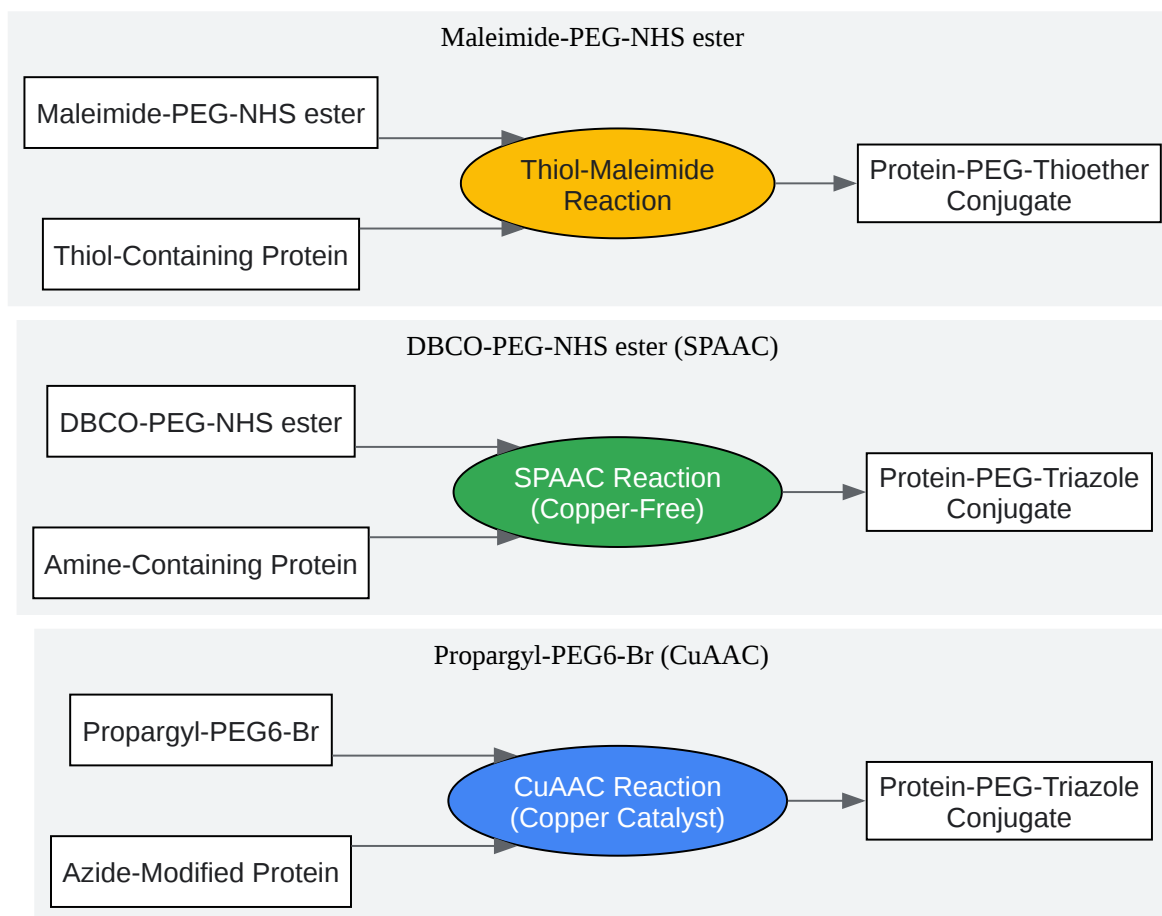 Maleimide-PEG-NHS ester
Maleimide-PEG-NHS ester
Thiol-Containing Protein
Thiol-Maleimide
Reaction
Protein-PEG-Thioether
Conjugate
DBCO-PEG-NHS ester (SPAAC)
DBCO-PEG-NHS ester
Amine-Containing Protein
SPAAC Reaction
(Copper-Free)
Protein-PEG-Triazole
Conjugate
Propargyl-PEG6-Br (CuAAC)
Propargyl-PEG6-Br
Azide-Modified Protein
CuAAC Reaction
(Copper Catalyst)
Protein-PEG-Triazole
Conjugate